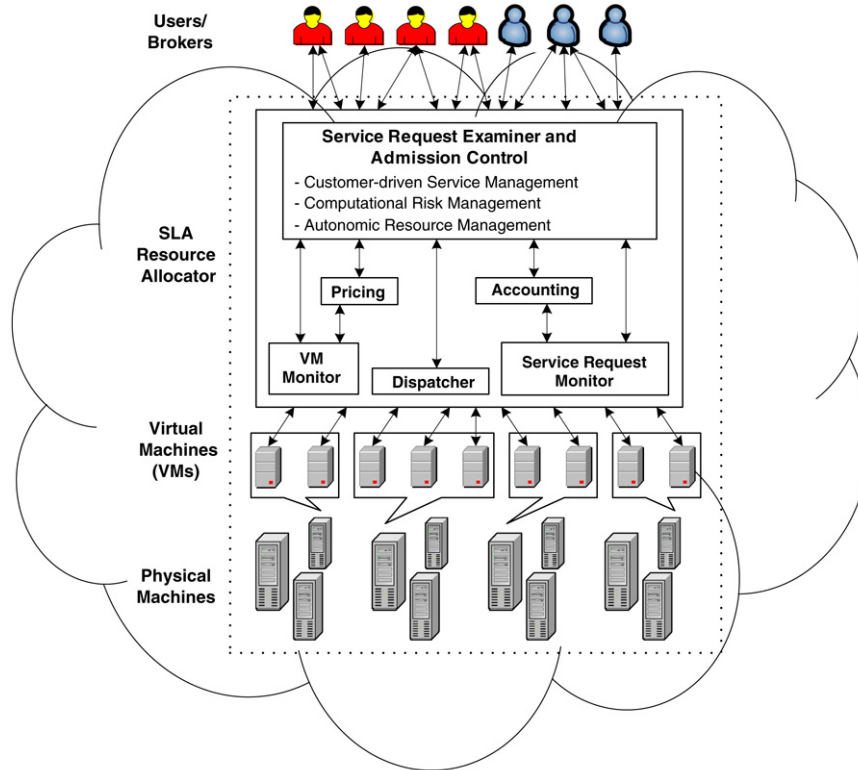 Users/
Brokers
Service Request Examiner and
Admission Control
- Customer-driven Service Management
- Computational Risk Management
- Autonomic Resource Management
SLA
Resource
Allocator
Pricing
Accounting
VM
Monitor
Dispatcher
Service Request
Monitor
Virtual
Machines
(VMs)
Physical
Machines